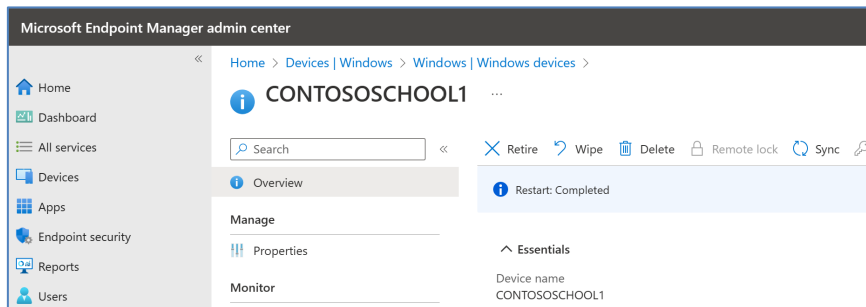 Microsoft Endpoint Manager admin center
«
Home > Devices | Windows > Windows | Windows devices >
CONTOSOSCHOOL1 ...
Home
Dashboard
All services
Devices
Apps
Endpoint security
Reports
Users
Search
«
Overview
Manage
Properties
Monitor
Retire Wipe Delete Remote lock Sync
Restart: Completed
Essentials
Device name
CONTOSOSCHOOL1